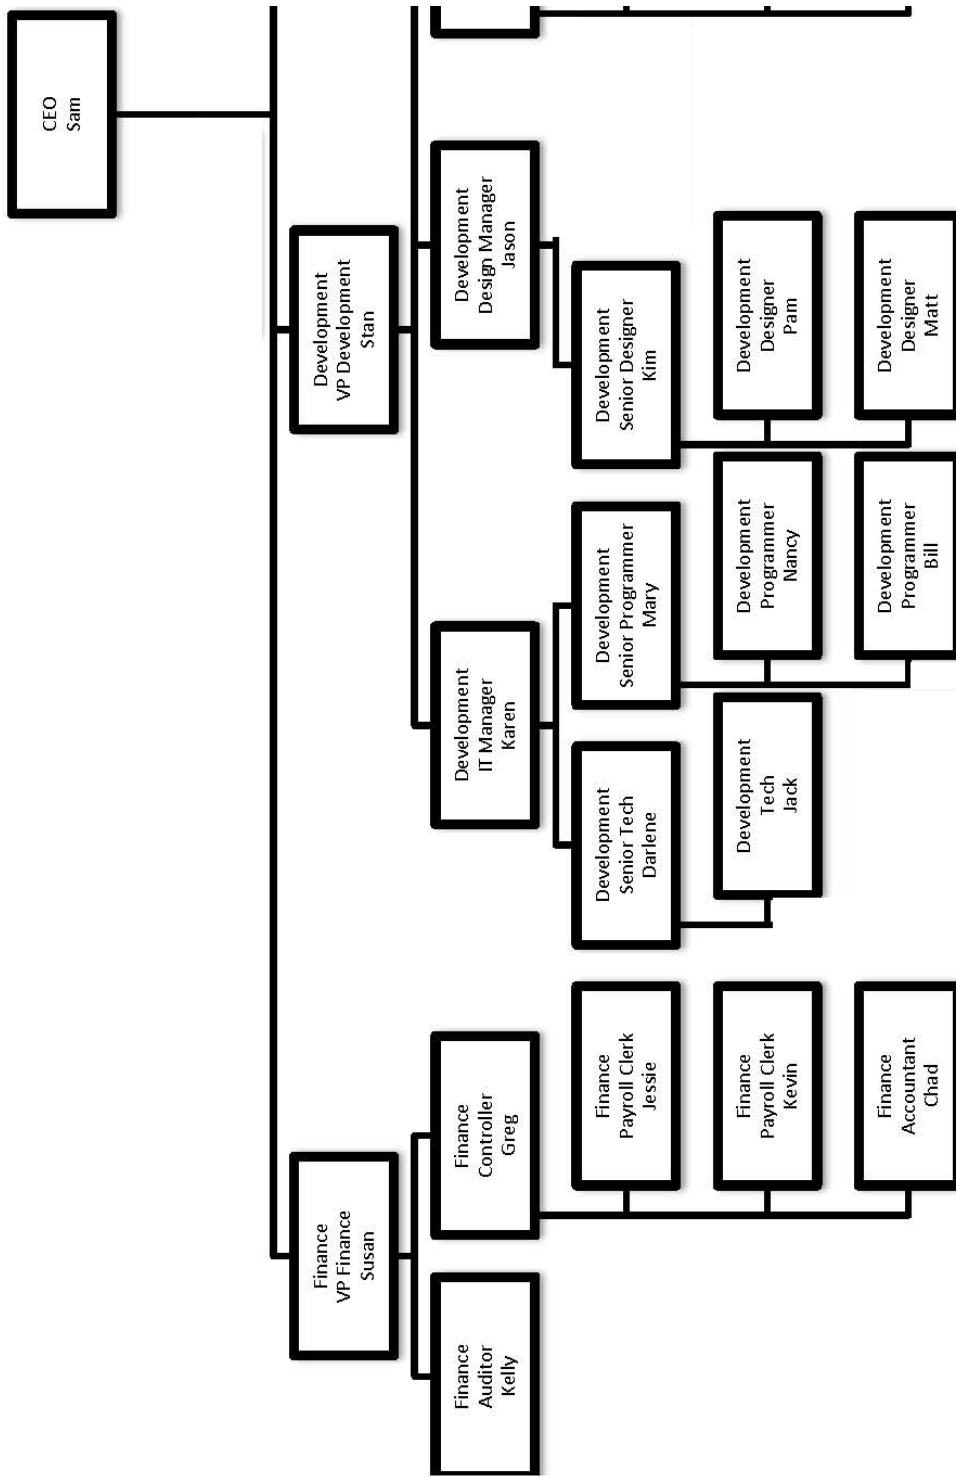 CEO
Sam
Finance
VP Finance
Susan
Development
VP Development
Stan
Finance
Auditor
Kelly
Finance
Controller
Greg
Development
IT Manager
Karen
Development
Design Manager
Jason
Finance
Payroll Clerk
Jessie
Development
Senior Tech
Darlene
Development
Senior Programmer
Mary
Development
Senior Designer
Kim
Finance
Payroll Clerk
Kevin
Development
Tech
Jack
Development
Programmer
Nancy
Development
Designer
Pam
Finance
Accountant
Chad
Development
Programmer
Bill
Development
Designer
Matt